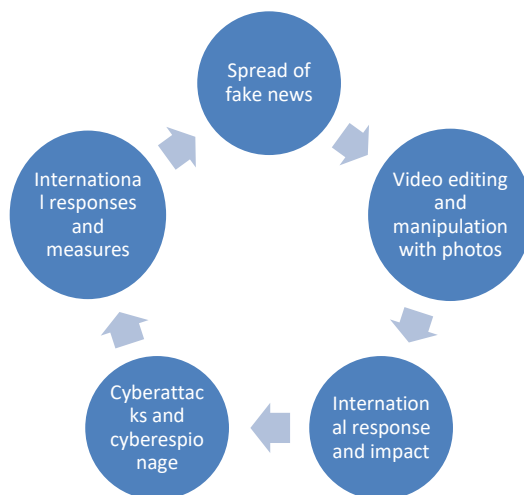 Spread of
fake news
Video editing
and
manipulation
with photos
Internation
al response
and impact
Cyberattac
ks and
cyberespio
nage
Internationa
l responses
and
measures